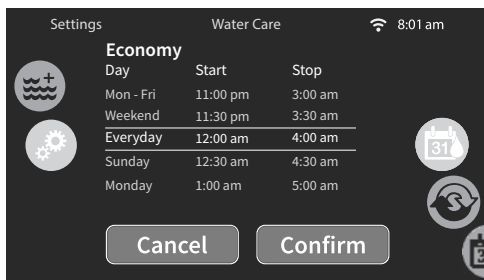 Settings Water Care 8:01 am
Economy
Day Start Stop
Mon - Fri 11:00 pm 3:00 am
Weekend 11:30 pm 3:30 am
Everyday 12:00 am 4:00 am
31
Sunday 12:30 am 4:30 am
Monday 1:00 am 5:00 am
Cancel Confirm